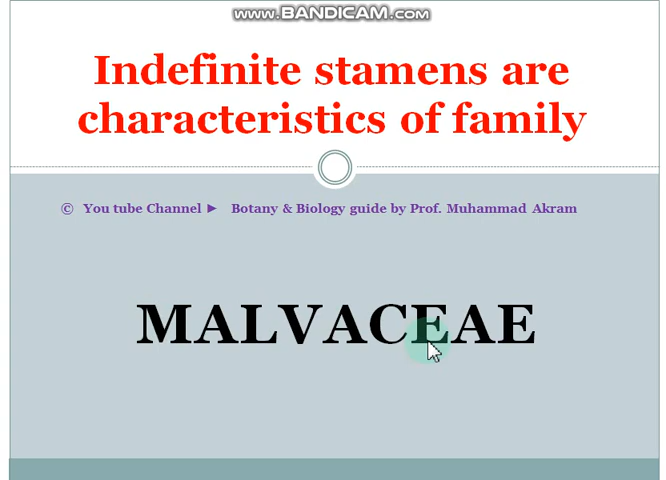 www.BANDICAM.com
Indefinite stamens are
characteristics of family
© You tube Channel ► Botany & Biology guide by Prof. Muhammad Akram
MALVACEAE